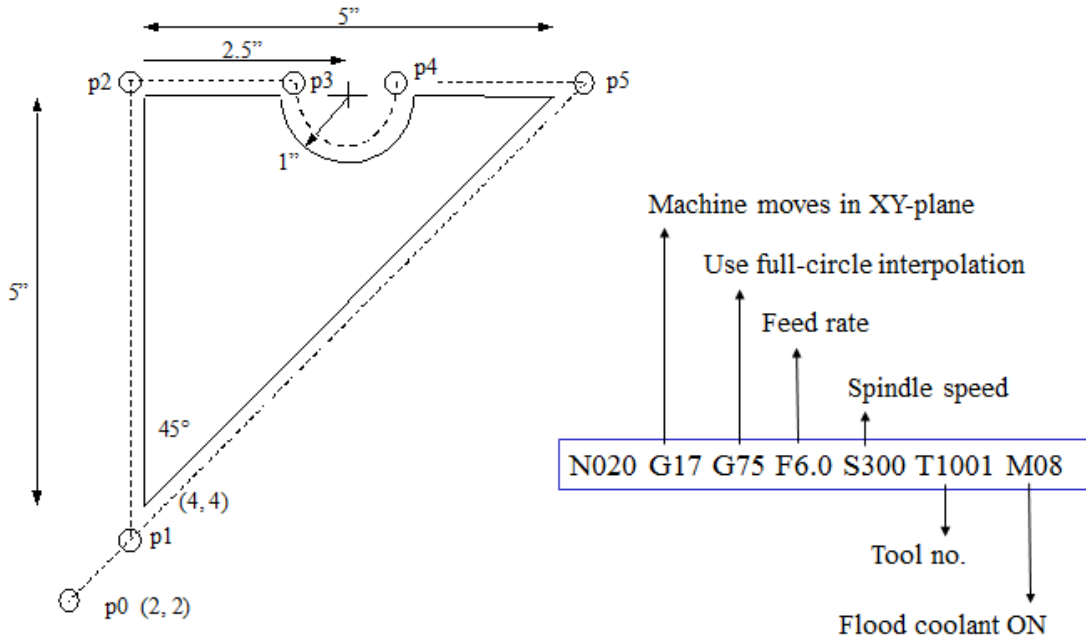 5”
2.5”
p2
p3
p4
p5
1”
5”
45°
(4, 4)
p1
p0 (2, 2)
Machine moves in XY-plane
Use full-circle interpolation
Feed rate
Spindle speed
N020 G17 G75 F6.0 S300 T1001 M08
Tool no.
Flood coolant ON